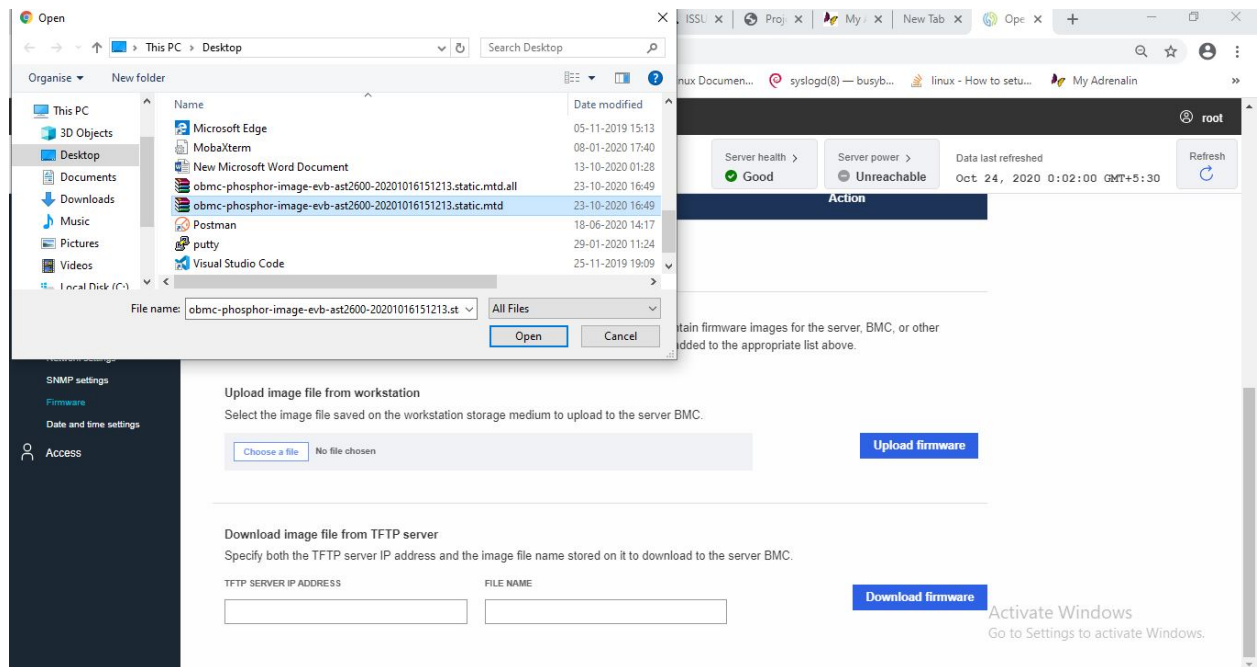 Open
ISSU
Proj
My
New Tab
Ope
This PC > Desktop
Search Desktop
Organise
New folder
nux Documen...
syslogd(8) — busyb...
linux - How to setu...
My Adrenalin
This PC
3D Objects
Desktop
Documents
Downloads
Music
Pictures
Videos
Local Disk (C:)
Name
Date modified
Microsoft Edge
05-11-2019 15:13
MobaXterm
08-01-2020 17:40
New Microsoft Word Document
13-10-2020 01:28
obmc-phosphor-image-evb-ast2600-20201016151213.static.mtd.all
23-10-2020 16:49
obmc-phosphor-image-evb-ast2600-20201016151213.static.mtd
23-10-2020 16:49
Postman
18-06-2020 14:17
putty
29-01-2020 11:24
Visual Studio Code
25-11-2019 19:09
File name:
obmc-phosphor-image-evb-ast2600-20201016151213.st
All Files
Open
Cancel
root
Server health >
Good
Server power >
Unreachable
Data last refreshed
Oct 24, 2020 0:02:00 GMT+5:30
Refresh
Action
tain firmware images for the server, BMC, or other
added to the appropriate list above.
Network settings
SNMP settings
Firmware
Date and time settings
Access
Upload image file from workstation
Select the image file saved on the workstation storage medium to upload to the server BMC.
Choose a file
No file chosen
Upload firmware
Download image file from TFTP server
Specify both the TFTP server IP address and the image file name stored on it to download to the server BMC.
TFTP SERVER IP ADDRESS
FILE NAME
Download firmware
Activate Windows
Go to Settings to activate Windows.